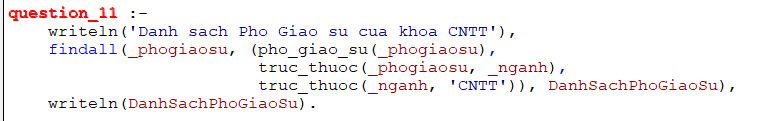 question_11 :-
    writeln('Danh sach Pho Giao su cua khoa CNTT'),
    findall(_phogiaosu, (pho_giao_su(_phogiaosu),
                         truc_thuoc(_phogiaosu, _nganh),
                         truc_thuoc(_nganh, 'CNTT')), DanhSachPhoGiaoSu),
    writeln(DanhSachPhoGiaoSu).